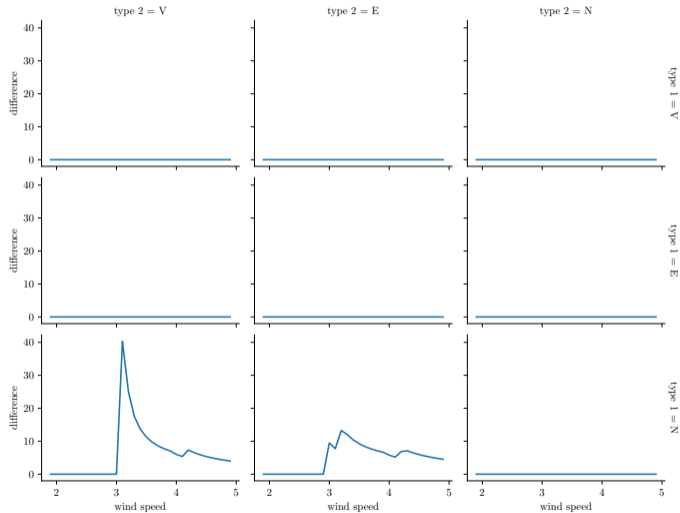 type 2 = V
type 2 = E
type 2 = N
40
30
20
10
0
difference
type 1 = V
40
30
20
10
0
difference
type 1 = E
40
30
20
10
0
difference
type 1 = N
2 3 4 5
2 3 4 5
2 3 4 5
wind speed
wind speed
wind speed